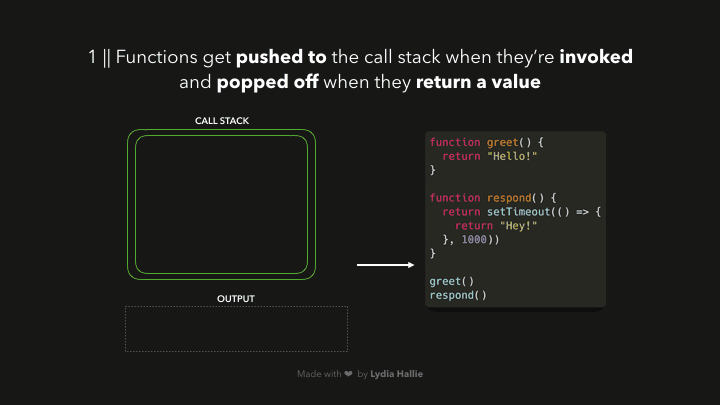 1 || Functions get pushed to the call stack when they’re invoked
and popped off when they return a value
CALL STACK
OUTPUT
function greet() {
  return "Hello!"
}

function respond() {
  return setTimeout(() => {
    return "Hey!"
  }, 1000))
}

greet()
respond()
Made with ❤ by Lydia Hallie